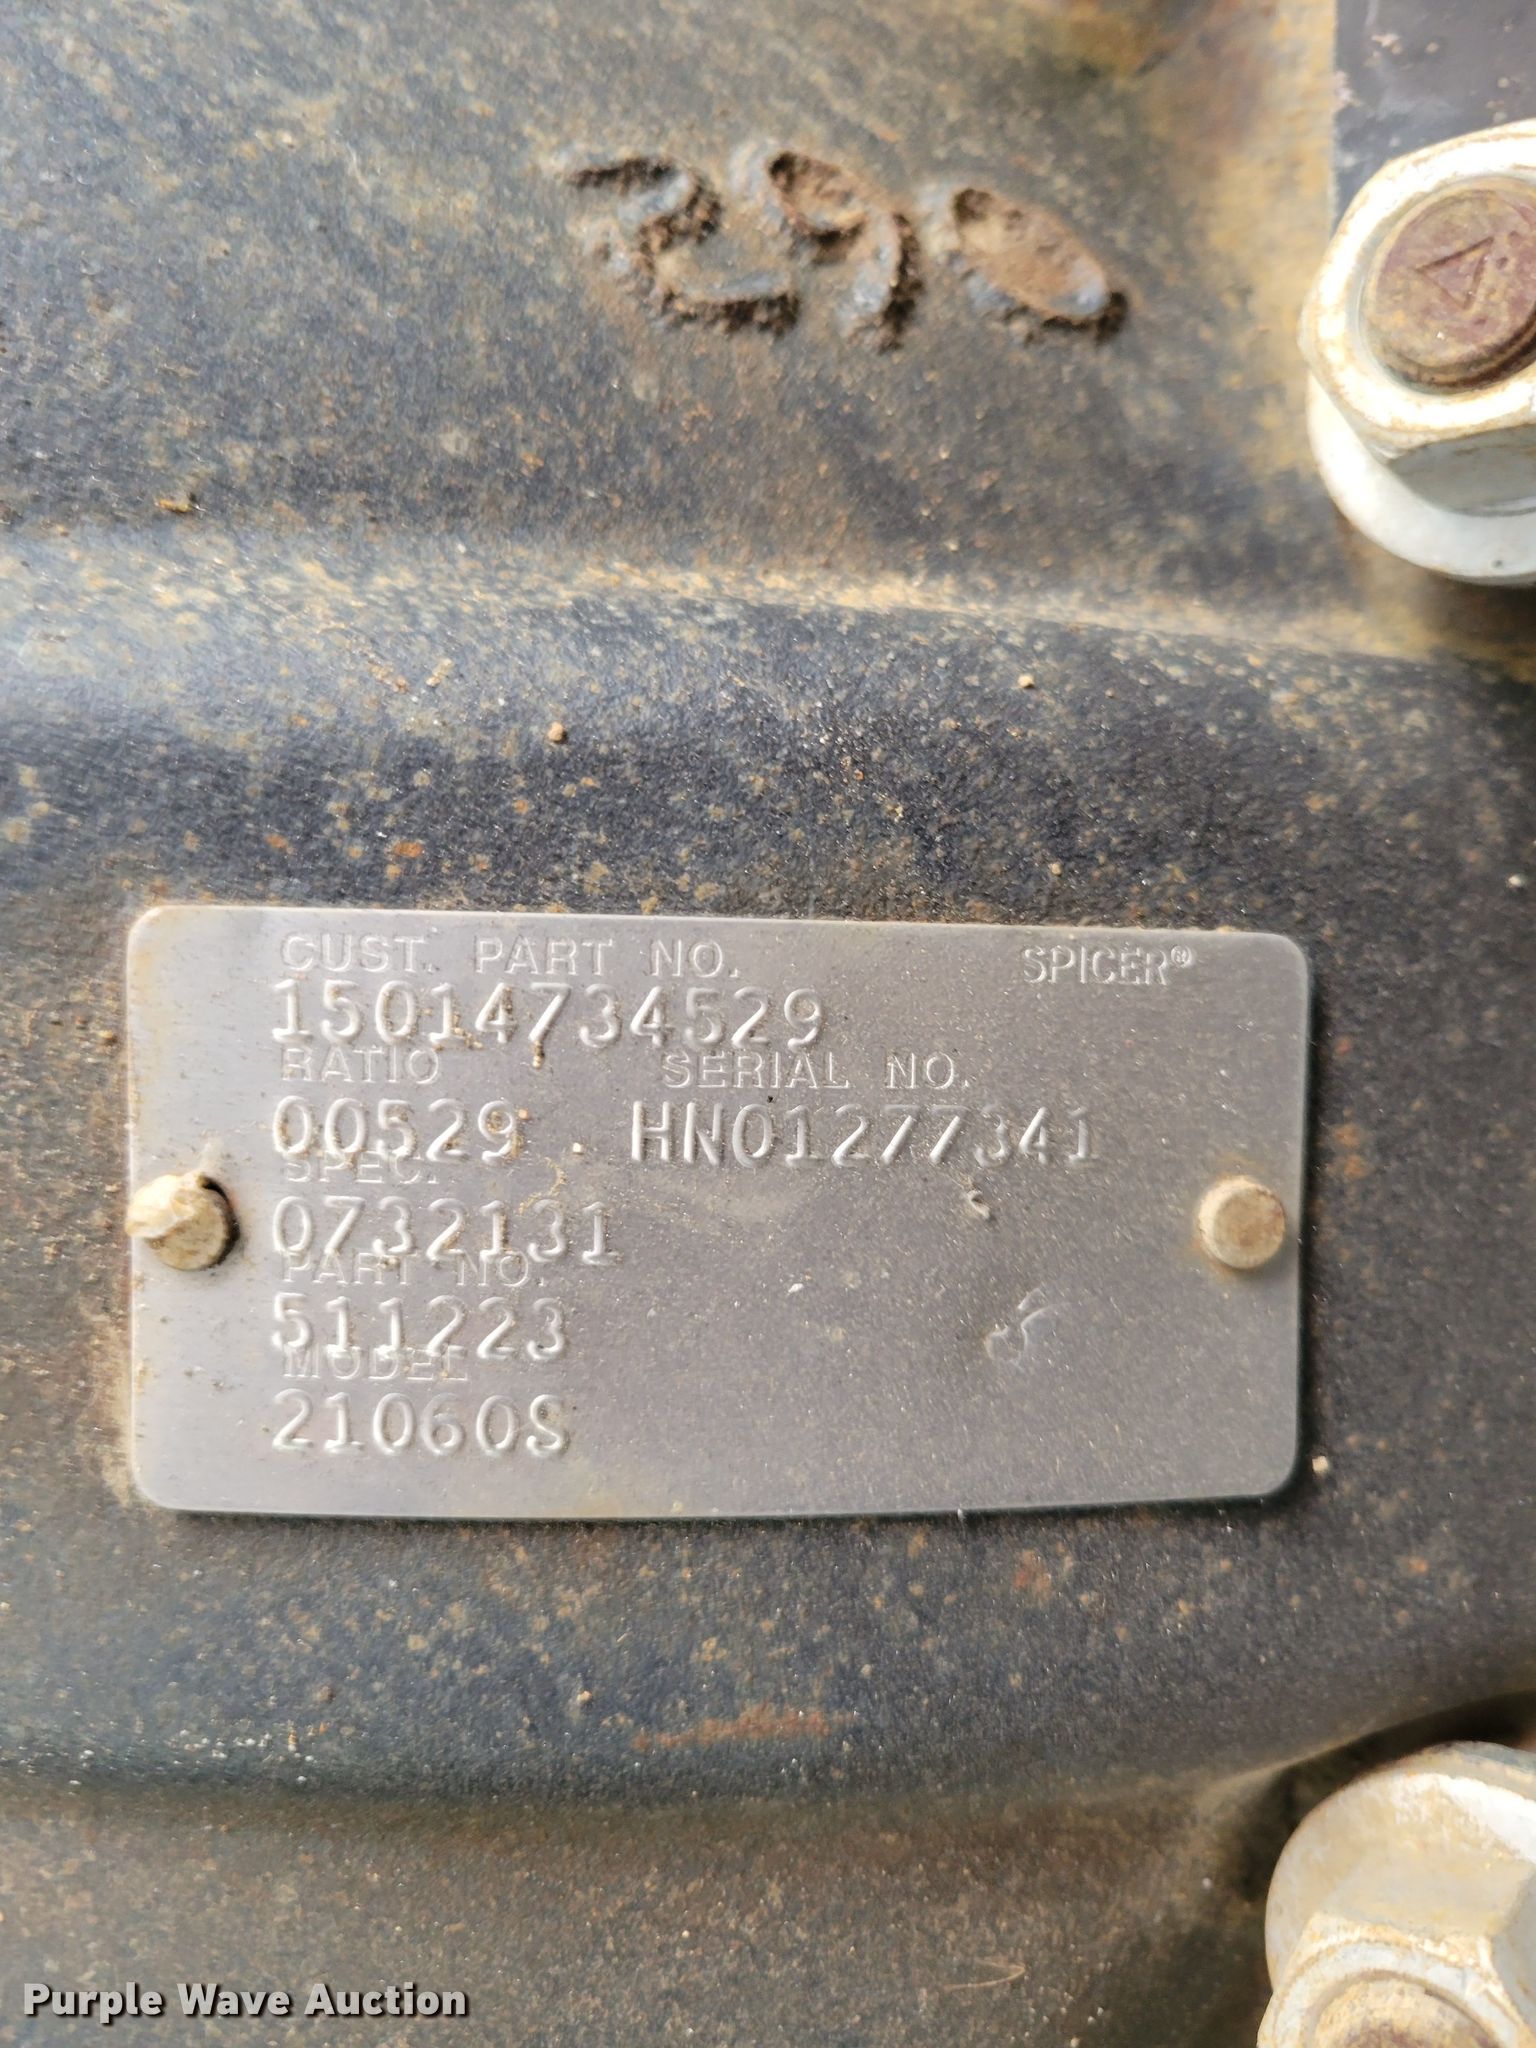 290
CUST. PART NO. SPICER®
15014734529
RATIO SERIAL NO.
00529 HN01277341
SPEC.
0732131
PART NO.
511223
MODEL
21060S
Purple Wave Auction